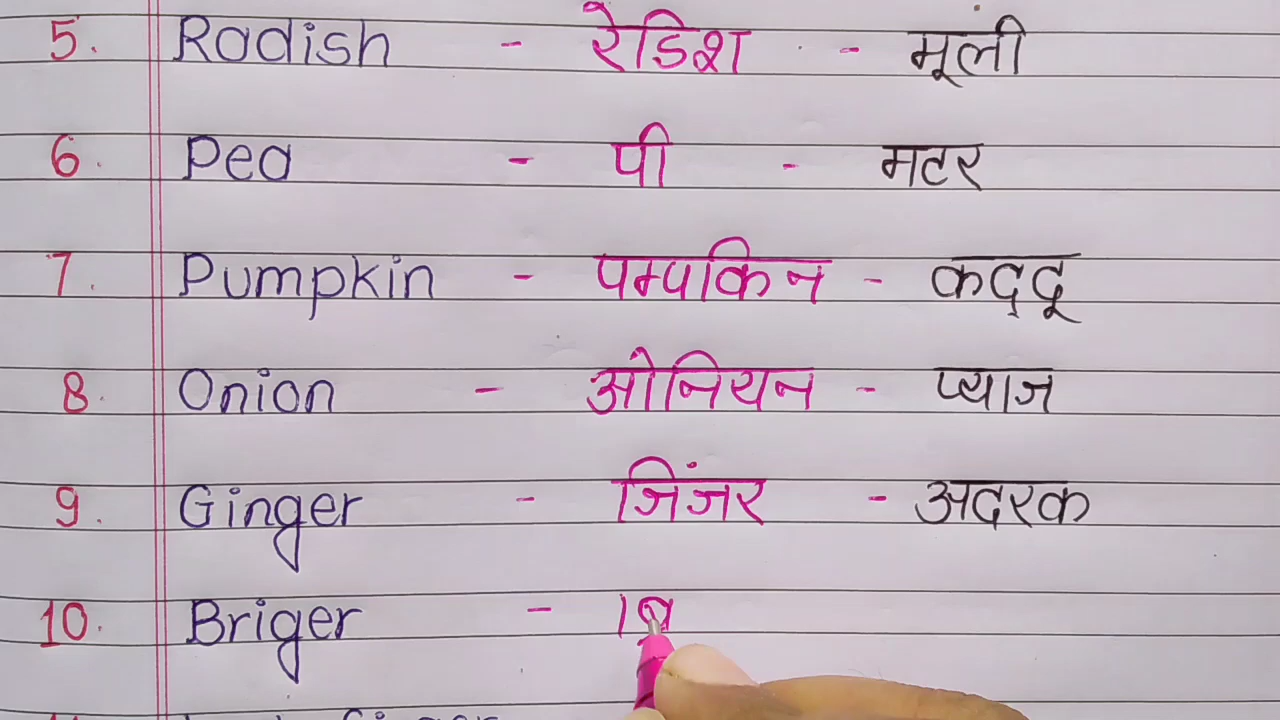 5. Radish - रेडिश - मूली
6. Pea - पी - मटर
7. Pumpkin - पम्पकिन - कद्दू
8. Onion - ओनियन - प्याज
9. Ginger - जिंजर - अदरक
10. Briger -
Finger